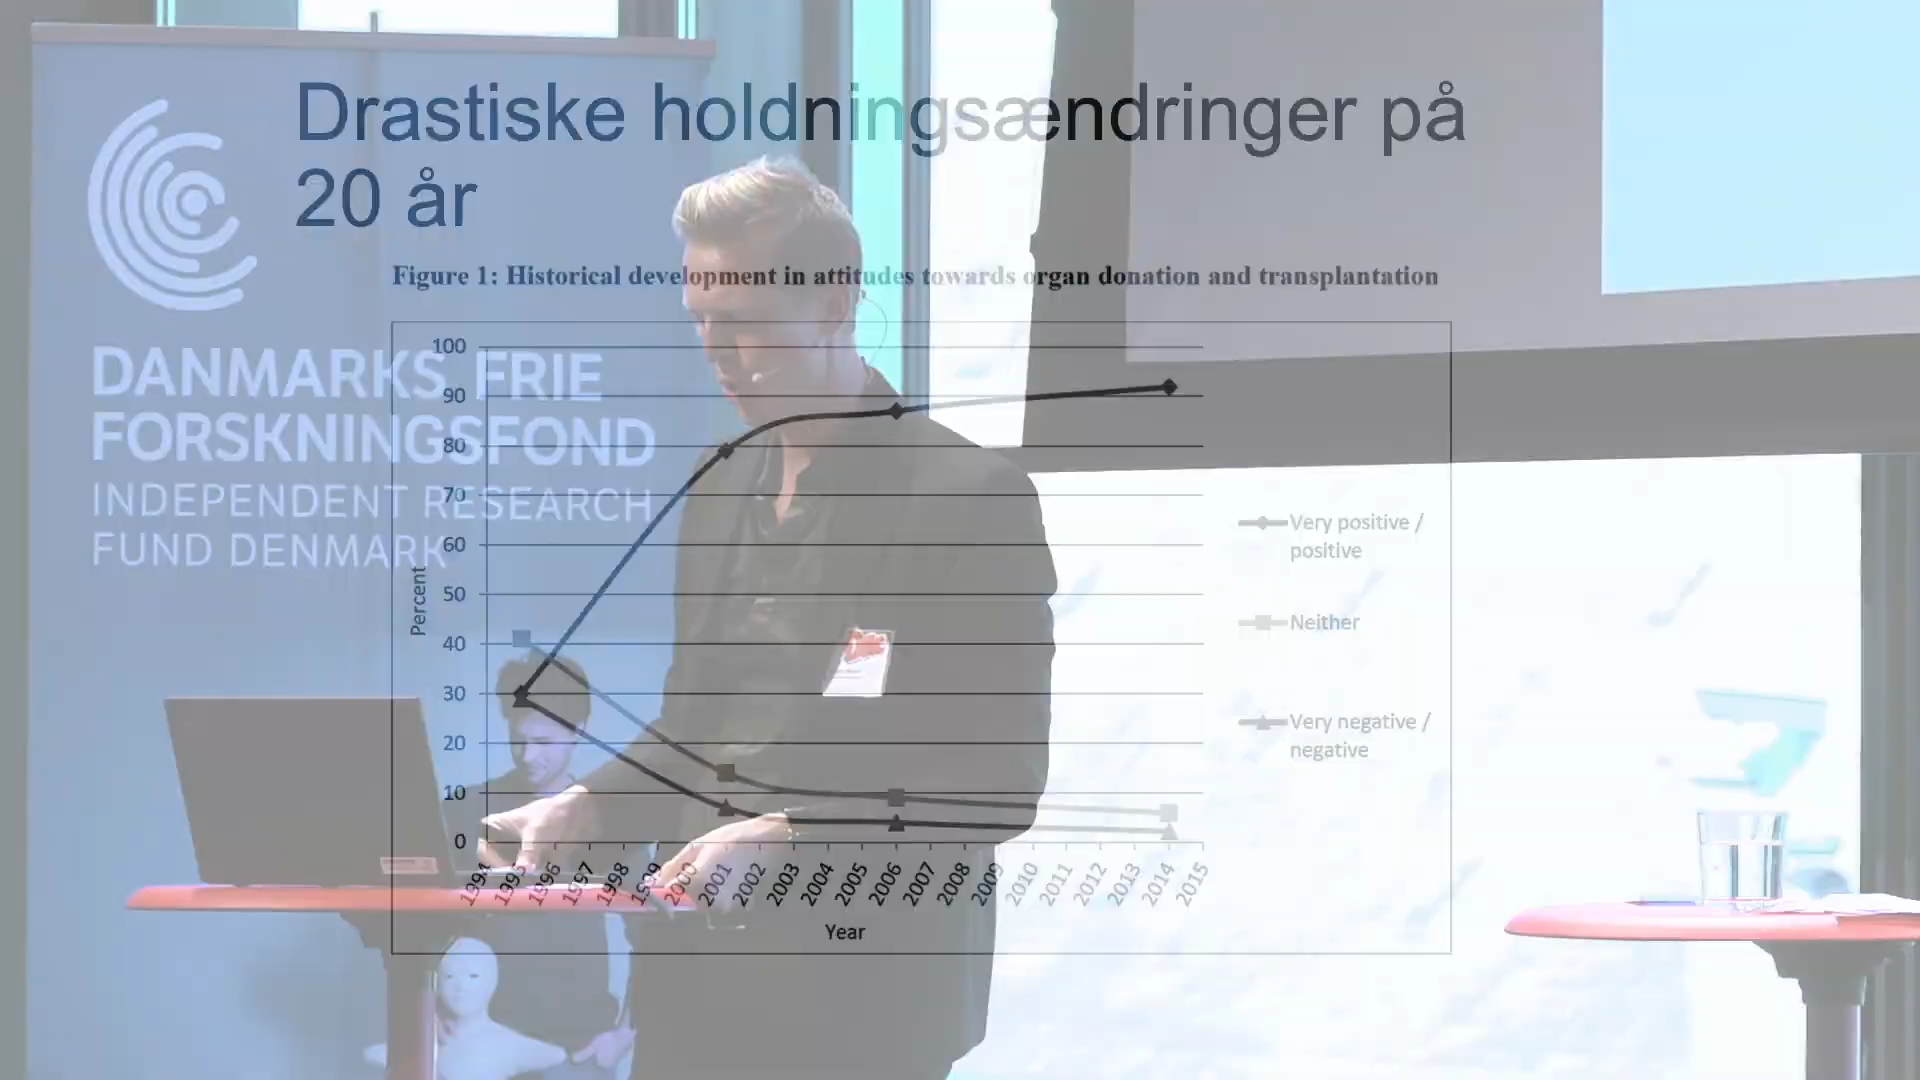 Drastiske holdningsændringer på
20 år
Figure 1: Historical development in attitudes towards organ donation and transplantation
DANMARKS FRIE
FORSKNINGSFOND
INDEPENDENT RESEARCH
FUND DENMARK
100
90
80
70
60
50
40
30
20
10
0
Percent
1994
1995
1996
1997
1998
1999
2000
2001
2002
2003
2004
2005
2006
2007
2008
2009
2010
2011
2012
2013
2014
2015
Year
Very positive /
positive
Neither
Very negative /
negative